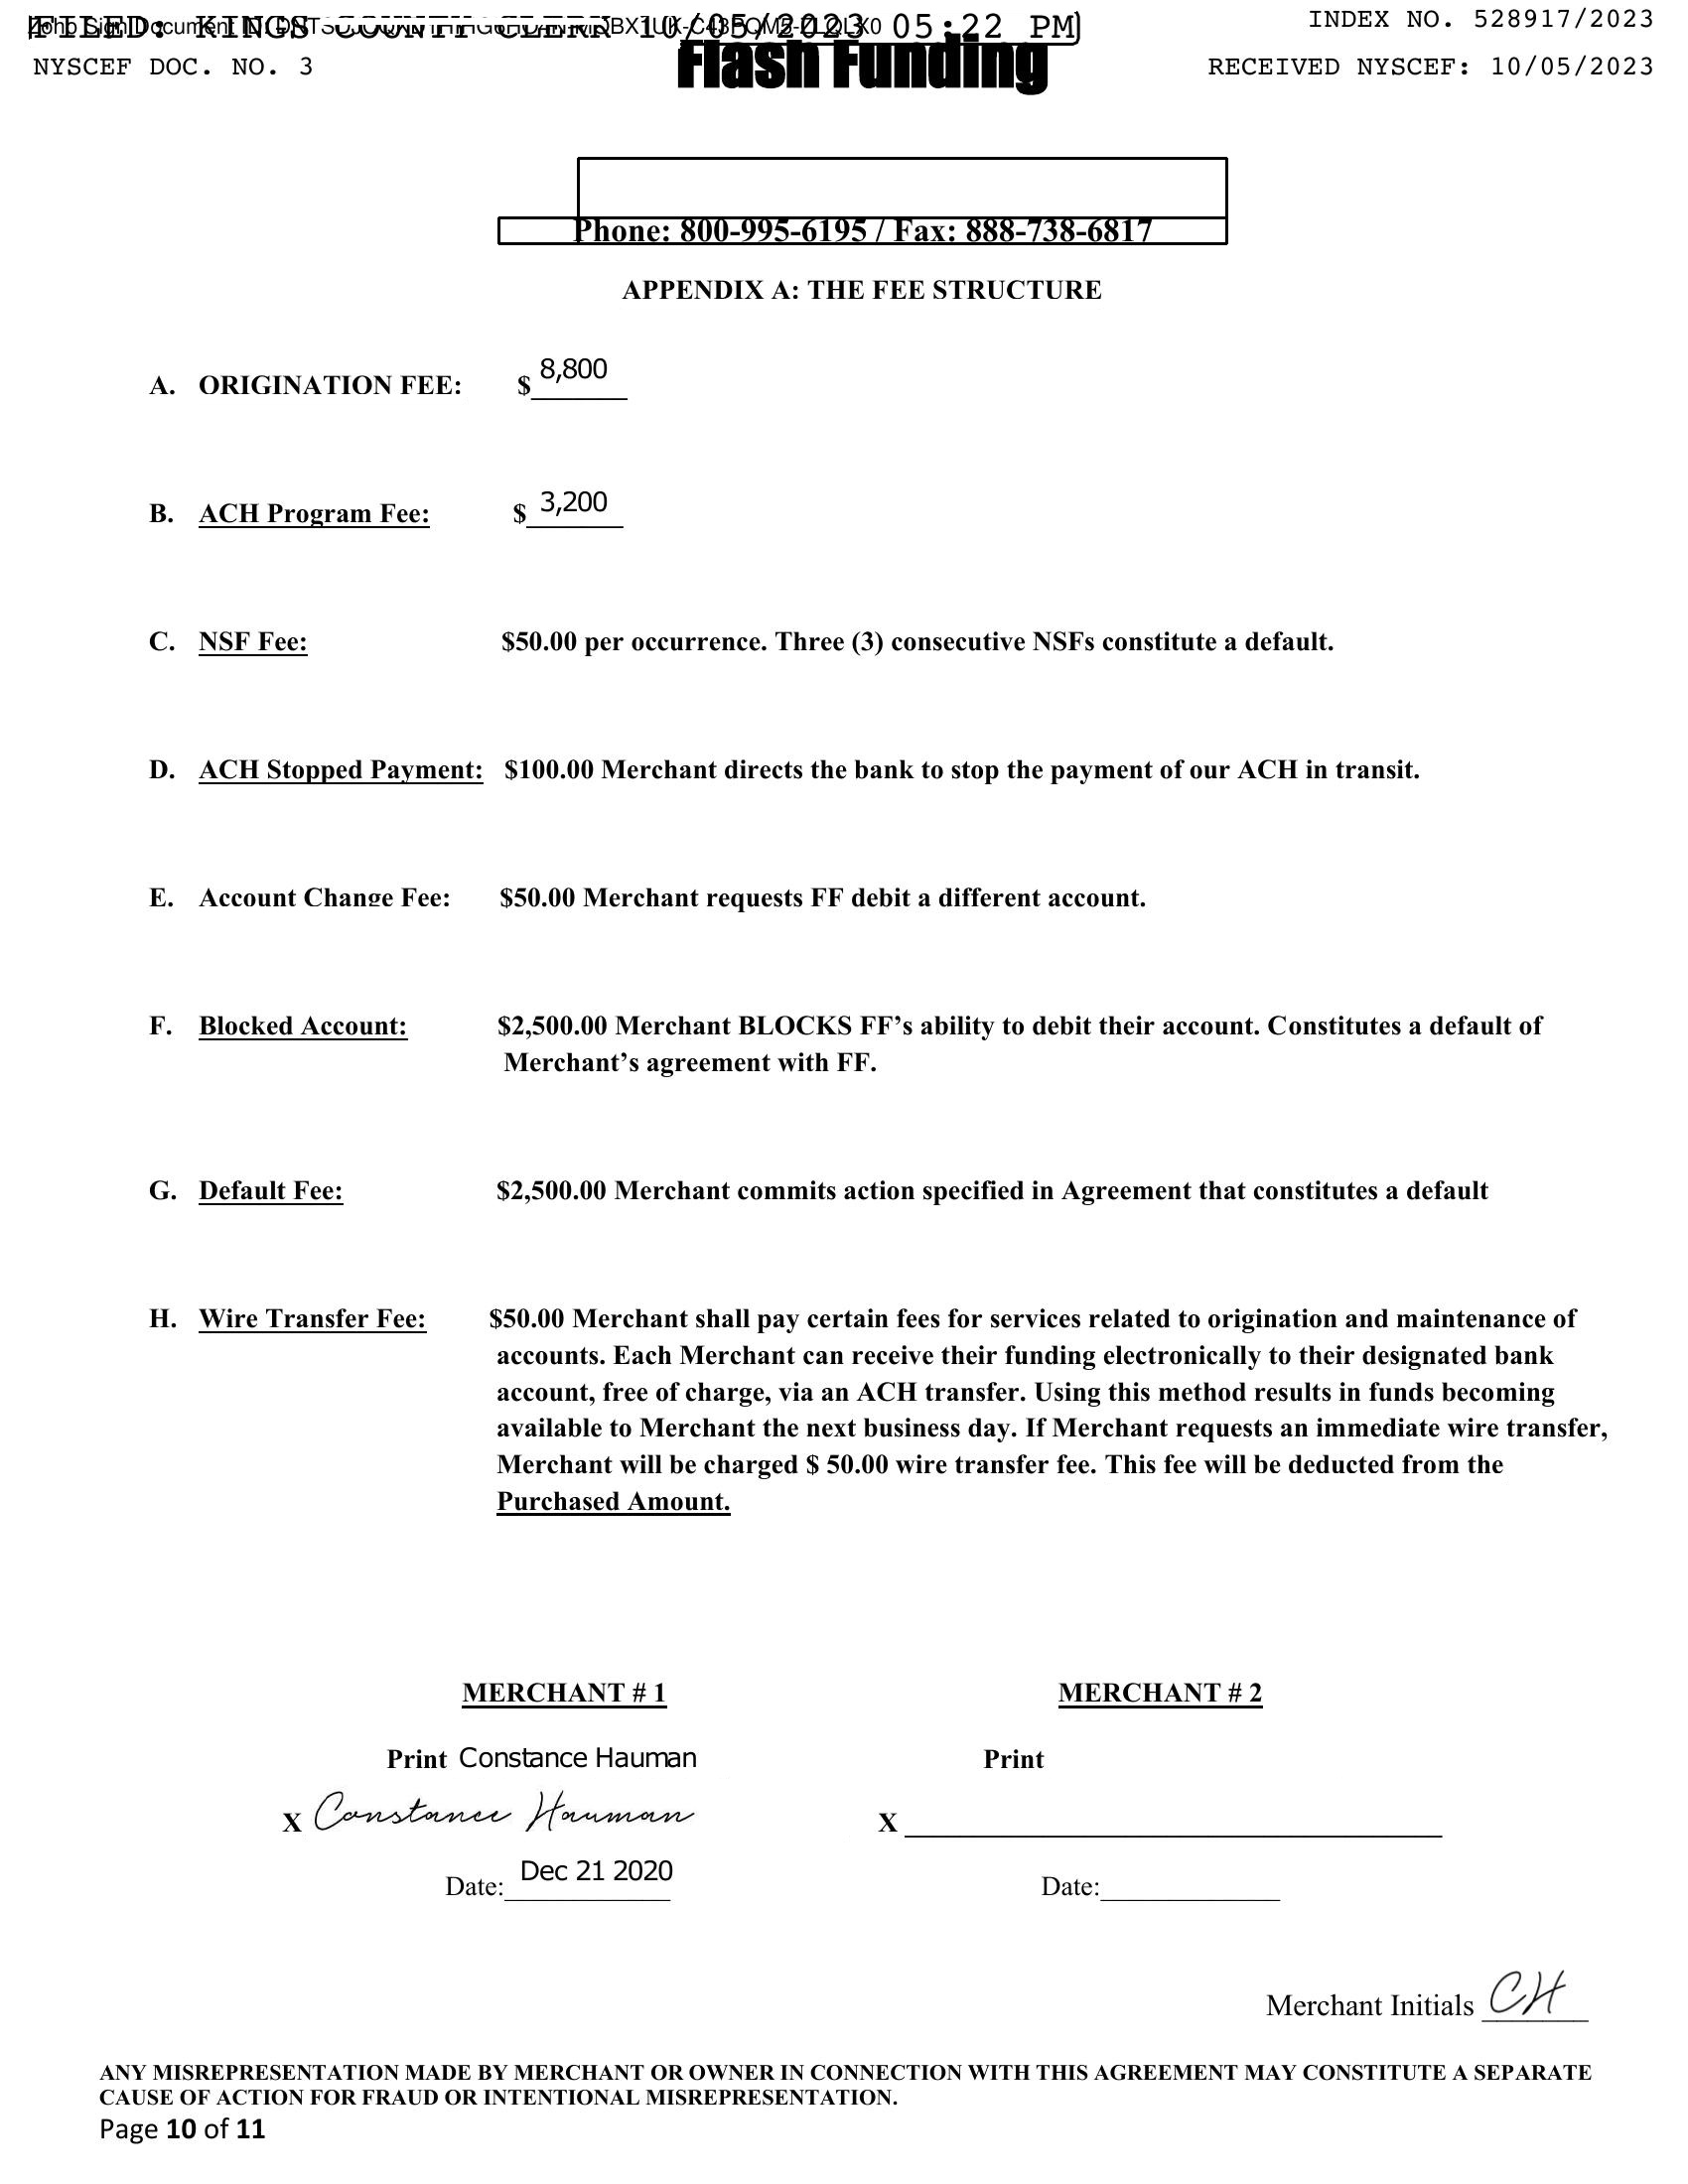 FILED: KINGS COUNTY CLERK 10/05/2023 05:22 PM
INDEX NO. 528917/2023
Zoho Sign Document ID:
NYSCEF DOC. NO. 3
RECEIVED NYSCEF: 10/05/2023
Flash Funding
Phone: 800-995-6195 / Fax: 888-738-6817
APPENDIX A: THE FEE STRUCTURE
A. ORIGINATION FEE: $ 8,800
B. ACH Program Fee: $ 3,200
C. NSF Fee: $50.00 per occurrence. Three (3) consecutive NSFs constitute a default.
D. ACH Stopped Payment: $100.00 Merchant directs the bank to stop the payment of our ACH in transit.
E. Account Change Fee: $50.00 Merchant requests FF debit a different account.
F. Blocked Account: $2,500.00 Merchant BLOCKS FF’s ability to debit their account. Constitutes a default of
Merchant’s agreement with FF.
G. Default Fee: $2,500.00 Merchant commits action specified in Agreement that constitutes a default
H. Wire Transfer Fee: $50.00 Merchant shall pay certain fees for services related to origination and maintenance of
accounts. Each Merchant can receive their funding electronically to their designated bank
account, free of charge, via an ACH transfer. Using this method results in funds becoming
available to Merchant the next business day. If Merchant requests an immediate wire transfer,
Merchant will be charged $ 50.00 wire transfer fee. This fee will be deducted from the
Purchased Amount.
MERCHANT # 1 MERCHANT # 2
Print Constance Hauman Print
X Constance Hauman X
Date: Dec 21 2020 Date:
Merchant Initials CH
ANY MISREPRESENTATION MADE BY MERCHANT OR OWNER IN CONNECTION WITH THIS AGREEMENT MAY CONSTITUTE A SEPARATE
CAUSE OF ACTION FOR FRAUD OR INTENTIONAL MISREPRESENTATION.
Page 10 of 11